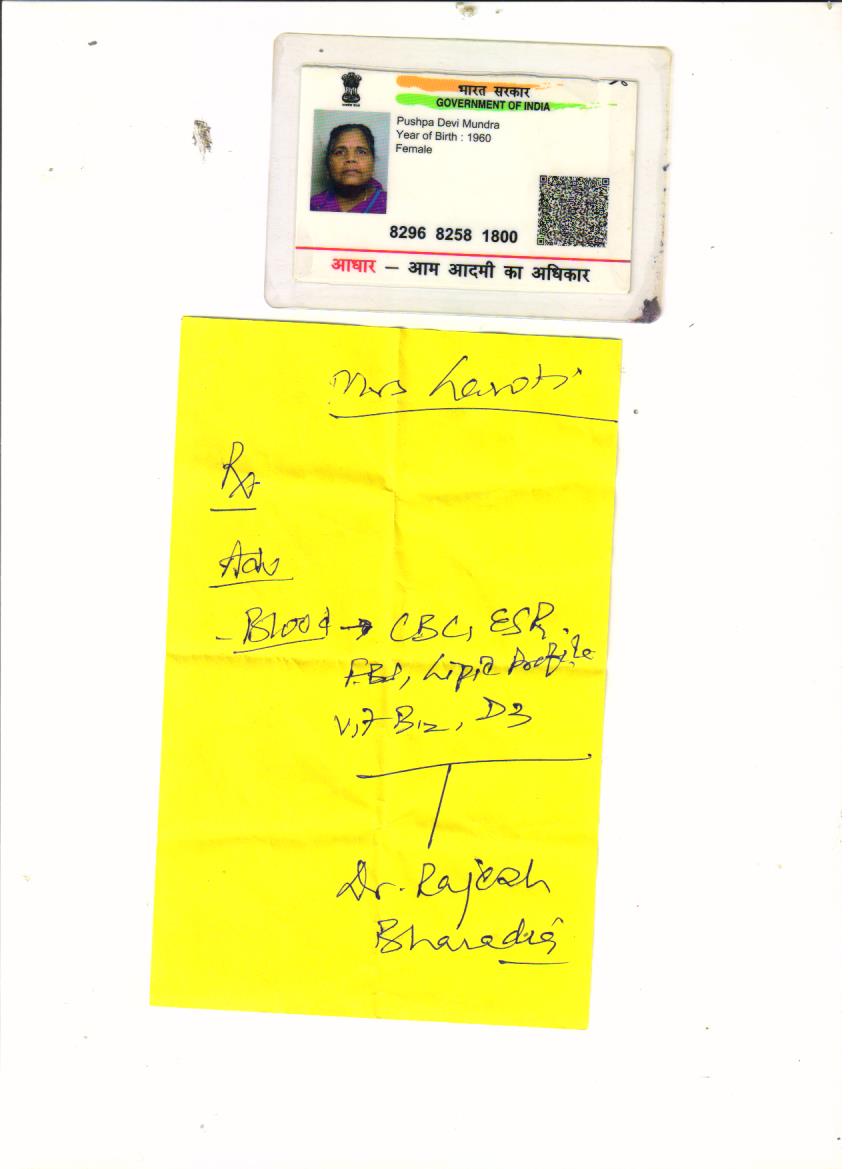 भारत सरकार
GOVERNMENT OF INDIA
Pushpa Devi Mundra
Year of Birth : 1960
Female
8296 8258 1800
आधार – आम आदमी का अधिकार
Mrs
Rx
Adv
- Blood → CBC, ESR.
FBS, Lipid Profile
Vit B12, D3
Dr. Rajesh